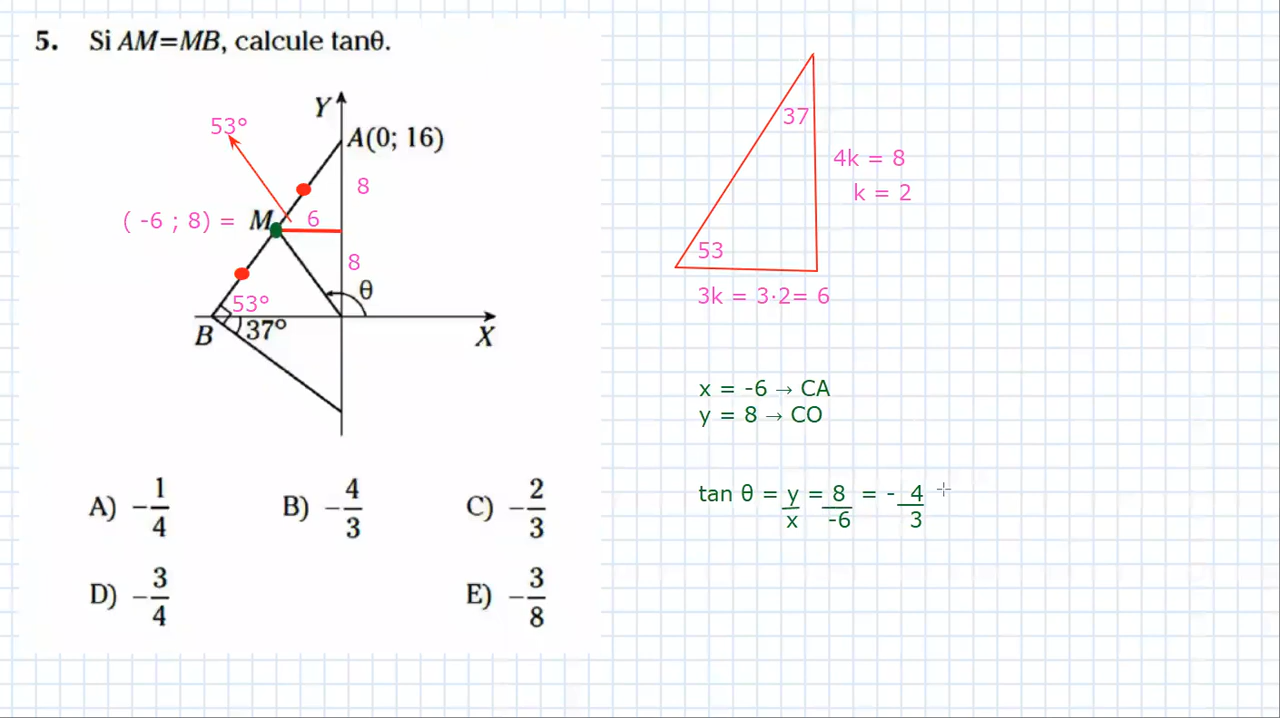 5. Si AM=MB, calcule tanθ.
Y
53°
A(0; 16)
8
( -6 ; 8) = M 6
8
θ
53°
B 37° X
A) -1/4 B) -4/3 C) -2/3
D) -3/4 E) -3/8
37
4k = 8
k = 2
53
3k = 3·2= 6
x = -6 → CA
y = 8 → CO
tan θ = y/x = 8/-6 = - 4/3